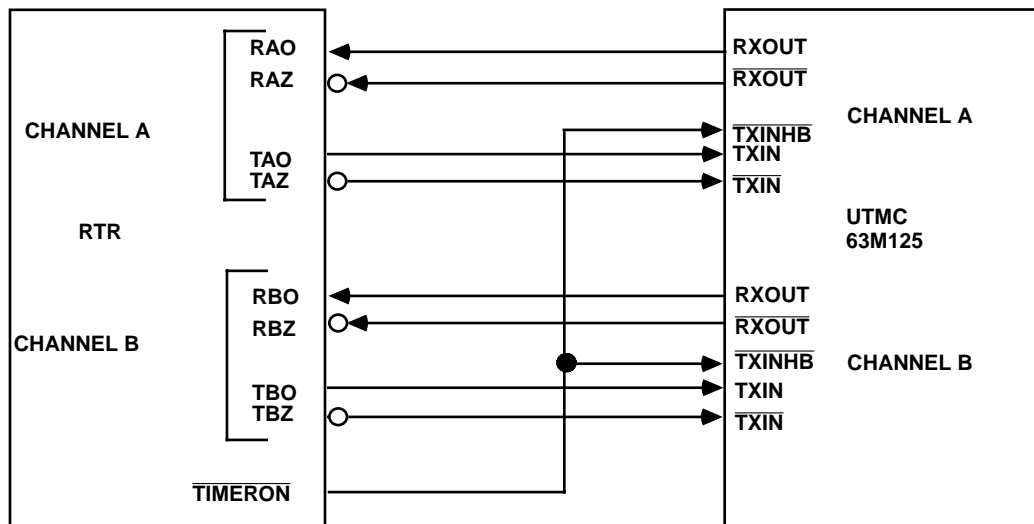 RAO
RAZ
CHANNEL A
TAO
TAZ
RTR
RBO
RBZ
CHANNEL B
TBO
TBZ
TIMERON
RXOUT
RXOUT
CHANNEL A
TXINHB
TXIN
TXIN
UTMC
63M125
RXOUT
RXOUT
TXINHB
CHANNEL B
TXIN
TXIN